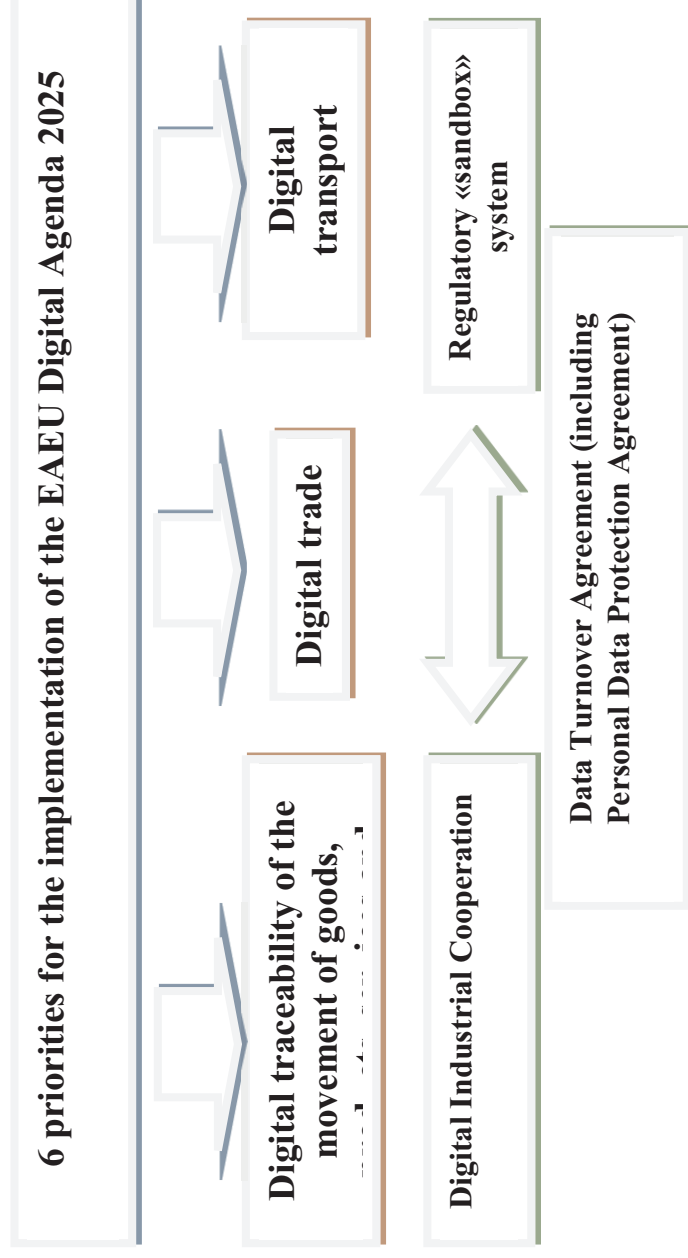 6 priorities for the implementation of the EAEU Digital Agenda 2025
Digital traceability of the
movement of goods,
Digital trade
Digital
transport
Digital Industrial Cooperation
Regulatory «sandbox»
system
Data Turnover Agreement (including
Personal Data Protection Agreement)